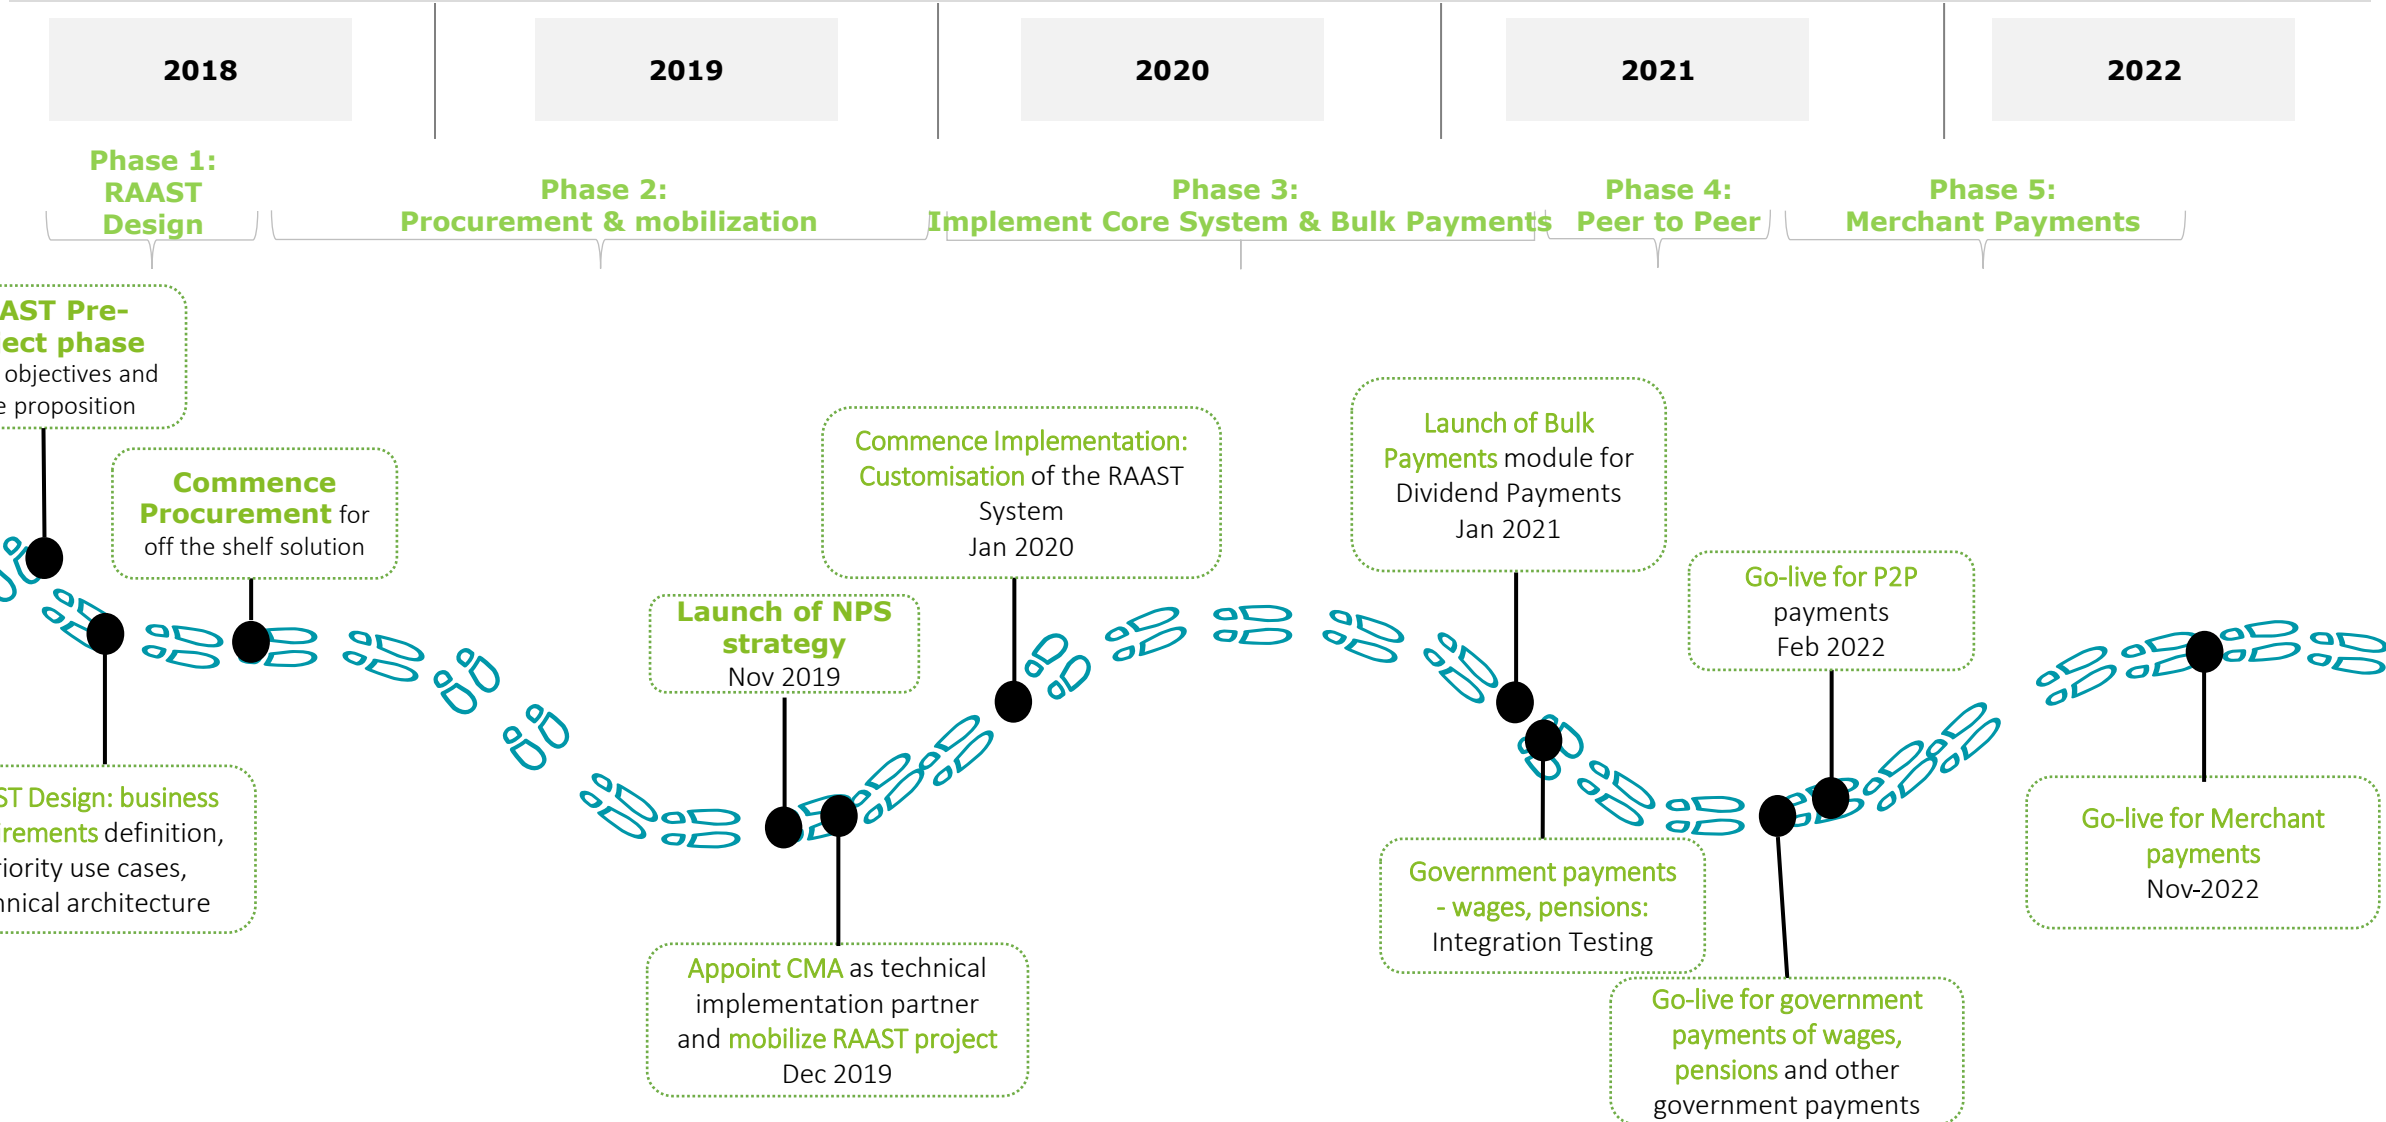 2018
2019
2020
2021
2022
Phase 1:
RAAST
Design
Phase 2:
Procurement & mobilization
Phase 3:
Implement Core System & Bulk Payments
Phase 4:
Peer to Peer
Phase 5:
Merchant Payments
AST Pre-
ect phase
objectives and
e proposition
Commence
Procurement for
off the shelf solution
ST Design: business
irements definition,
riority use cases,
hnical architecture
Launch of NPS
strategy
Nov 2019
Appoint CMA as technical
implementation partner
and mobilize RAAST project
Dec 2019
Commence Implementation:
Customisation of the RAAST
System
Jan 2020
Launch of Bulk
Payments module for
Dividend Payments
Jan 2021
Government payments
- wages, pensions:
Integration Testing
Go-live for P2P
payments
Feb 2022
Go-live for government
payments of wages,
pensions and other
government payments
Go-live for Merchant
payments
Nov-2022